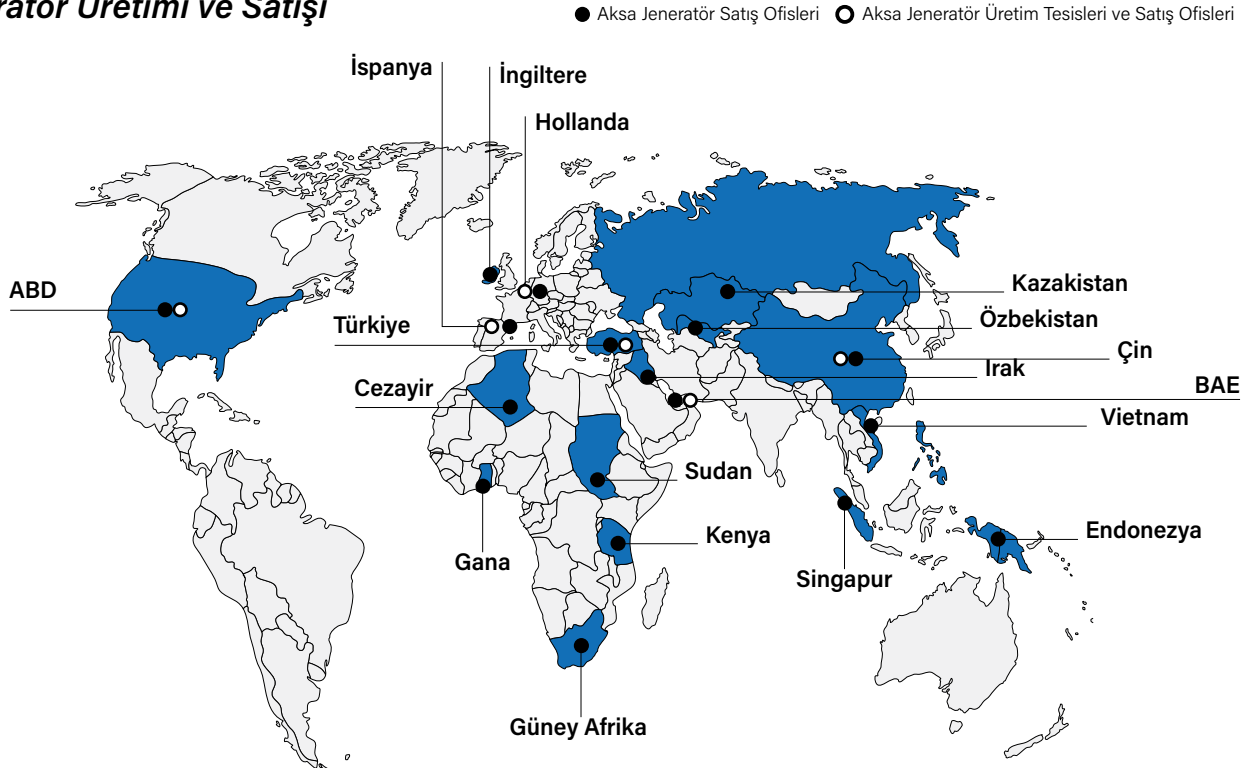 Üretimi ve Satışı
Aksa Jeneratör Satış Ofisleri
Aksa Jeneratör Üretim Tesisleri ve Satış Ofisleri
İspanya
İngiltere
Hollanda
ABD
Kazakistan
Türkiye
Özbekistan
Çin
Irak
Cezayir
BAE
Vietnam
Sudan
Kenya
Endonezya
Gana
Singapur
Güney Afrika